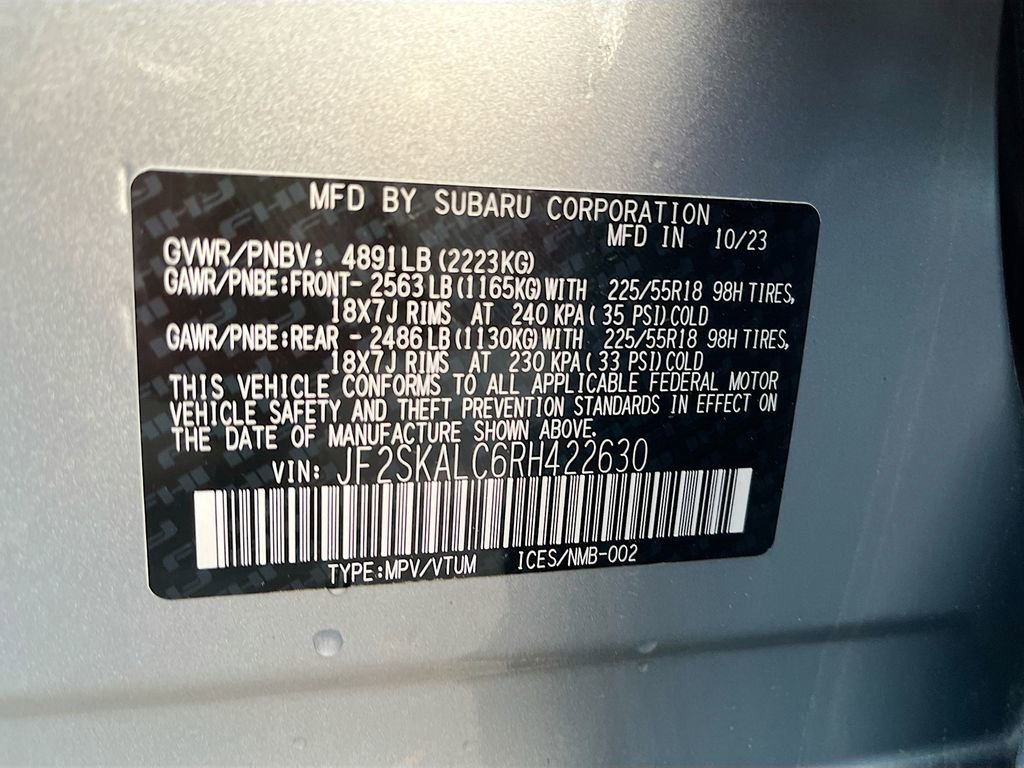 MFD BY SUBARU CORPORATION
MFD IN 10/23
GVWR/PNBV: 4891LB (2223KG)
GAWR/PNBE:FRONT- 2563LB (1165KG)WITH 225/55R18 98H TIRES,
18X7J RIMS AT 240 KPA( 35 PSI)COLD
GAWR/PNBE:REAR - 2486LB (1130KG)WITH 225/55R18 98H TIRES,
18X7J RIMS AT 230 KPA( 33 PSI)COLD
THIS VEHICLE CONFORMS TO ALL APPLICABLE FEDERAL MOTOR
VEHICLE SAFETY AND THEFT PREVENTION STANDARDS IN EFFECT ON
THE DATE OF MANUFACTURE SHOWN ABOVE.
VIN: JF2SKALC6RH422630
TYPE:MPV/VTUM ICES/NMB-002